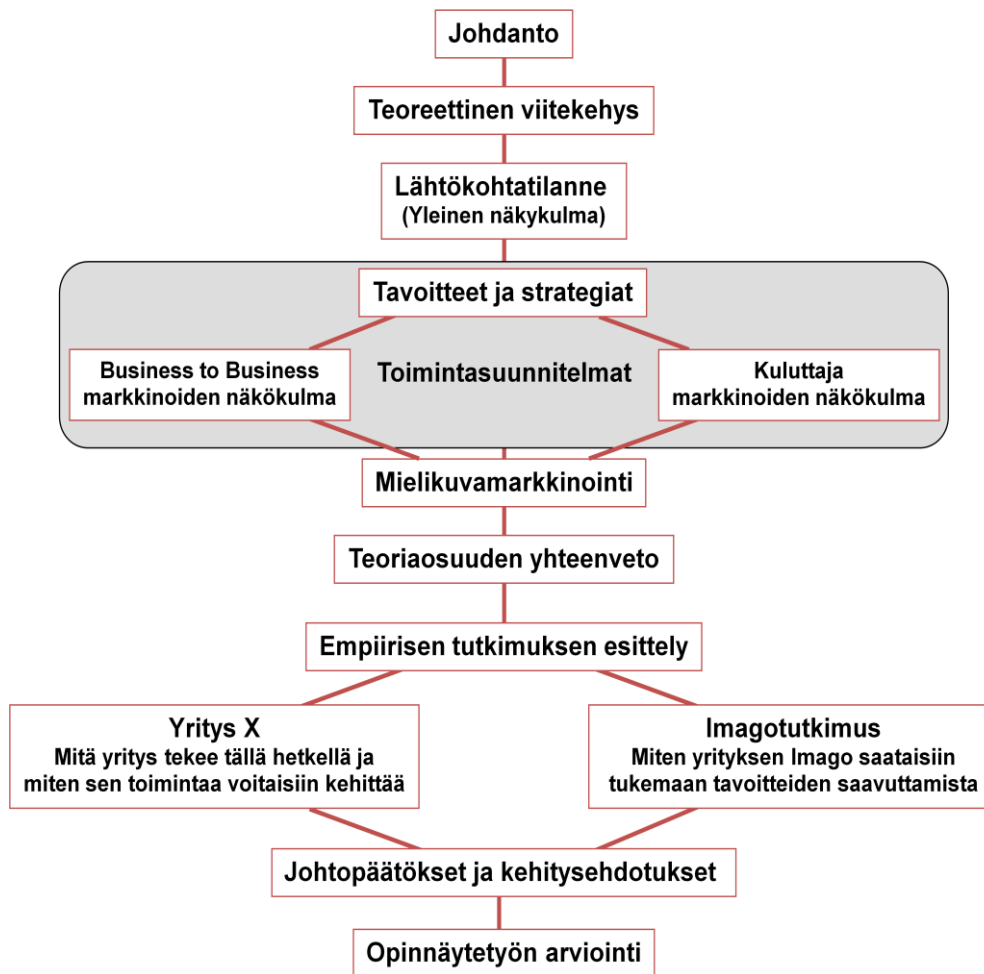 Johdanto
Teoreettinen viitekehys
Lähtökohtatilanne
(Yleinen näkykulma)
Tavoitteet ja strategiat
Business to Business
markkinoiden näkökulma
Toimintasuunnitelmat
Kuluttaja
markkinoiden näkökulma
Mielikuvamarkkinointi
Teoriaosuuden yhteenveto
Empiirisen tutkimuksen esittely
Yritys X
Mitä yritys tekee tällä hetkellä ja
miten sen toimintaa voitaisiin kehittää
Imagotutkimus
Miten yrityksen Imago saataisiin
tukemaan tavoitteiden saavuttamista
Johtopäätökset ja kehitysehdotukset
Opinnäytetyön arviointi